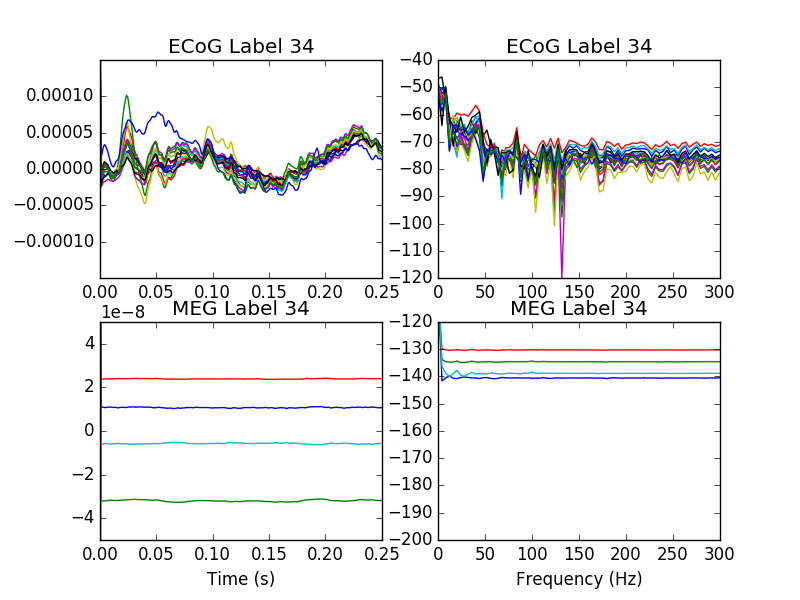 ECoG Label 34
0.00010
0.00005
0.00000
−0.00005
−0.00010
0.00 0.05 0.10 0.15 0.20 0.25
ECoG Label 34
−40
−50
−60
−70
−80
−90
−100
−110
−120
0 50 100 150 200 250 300
MEG Label 34
1e−8
4
2
0
−2
−4
0.00 0.05 0.10 0.15 0.20 0.25
Time (s)
MEG Label 34
−120
−130
−140
−150
−160
−170
−180
−190
−200
0 50 100 150 200 250 300
Frequency (Hz)